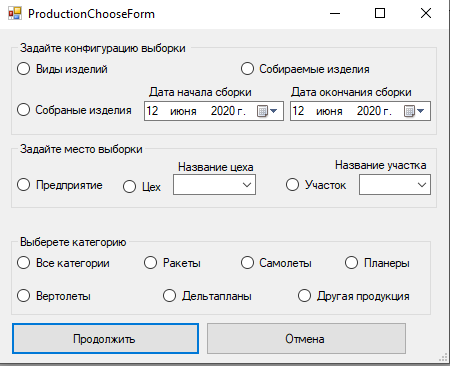 ProductionChooseForm
Задайте конфигурацию выборки
Виды изделий Собираемые изделия
Дата начала сборки Дата окончания сборки
Собраные изделия 12 июня 2020 г. 12 июня 2020 г.
Задайте место выборки
Название цеха Название участка
Предприятие Цех Участок
Выберете категорию
Все категории Ракеты Самолеты Планеры
Вертолеты Дельтапланы Другая продукция
Продолжить Отмена